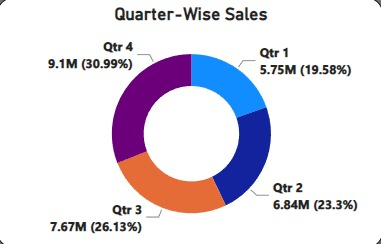 Quarter-Wise Sales
Qtr 4
9.1M (30.99%)
Qtr 1
5.75M (19.58%)
Qtr 2
6.84M (23.3%)
Qtr 3
7.67M (26.13%)